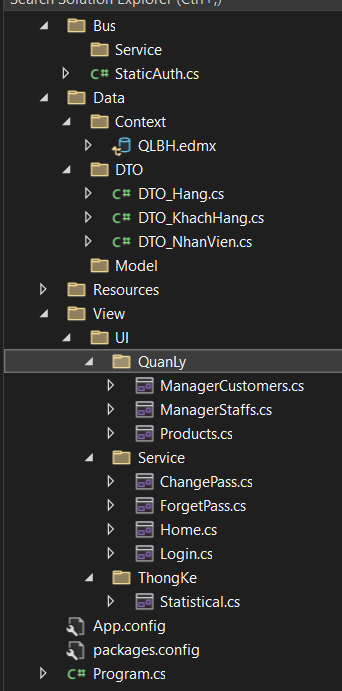 Search Solution Explorer (Ctrl+;)
Bus
Service
C# StaticAuth.cs
Data
Context
QLBH.edmx
DTO
C# DTO_Hang.cs
C# DTO_KhachHang.cs
C# DTO_NhanVien.cs
Model
Resources
View
UI
QuanLy
ManagerCustomers.cs
ManagerStaffs.cs
Products.cs
Service
ChangePass.cs
ForgetPass.cs
Home.cs
Login.cs
ThongKe
Statistical.cs
App.config
packages.config
C# Program.cs